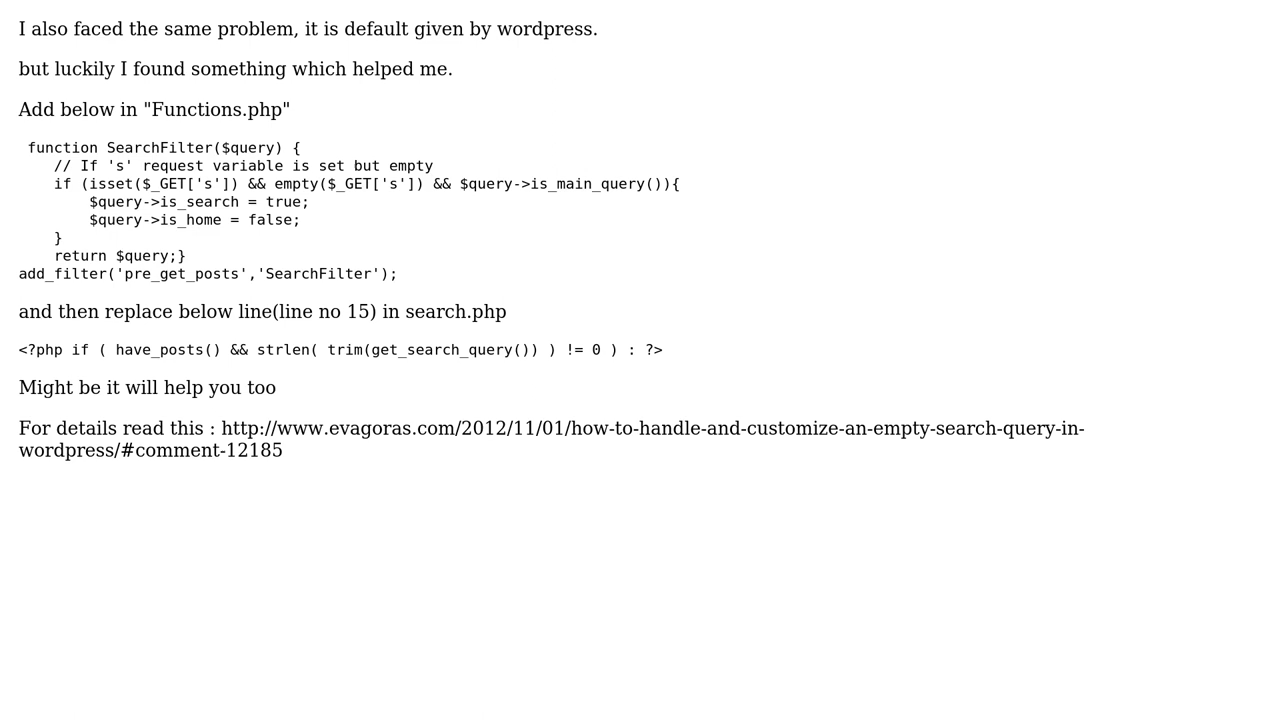 I also faced the same problem, it is default given by wordpress.
but luckily I found something which helped me.
Add below in "Functions.php"
 function SearchFilter($query) {
    // If 's' request variable is set but empty
    if (isset($_GET['s']) && empty($_GET['s']) && $query->is_main_query()){
        $query->is_search = true;
        $query->is_home = false;
    }
    return $query;}
add_filter('pre_get_posts','SearchFilter');
and then replace below line(line no 15) in search.php
<?php if ( have_posts() && strlen( trim(get_search_query()) ) != 0 ) : ?>
Might be it will help you too
For details read this : http://www.evagoras.com/2012/11/01/how-to-handle-and-customize-an-empty-search-query-in-
wordpress/#comment-12185